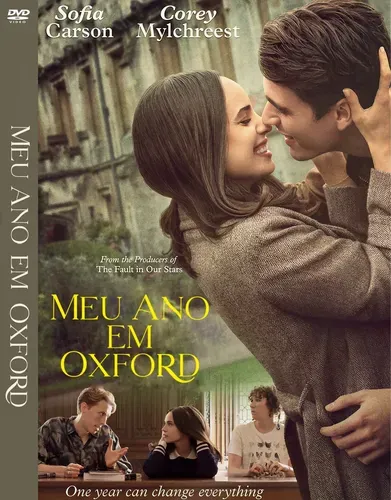 DVD
VIDEO
MEU ANO EM OXFORD
Sofia
Carson
Corey
Mylchreest
From the Producers of
The Fault in Our Stars
MEU ANO
EM
OXFORD
One year can change everything